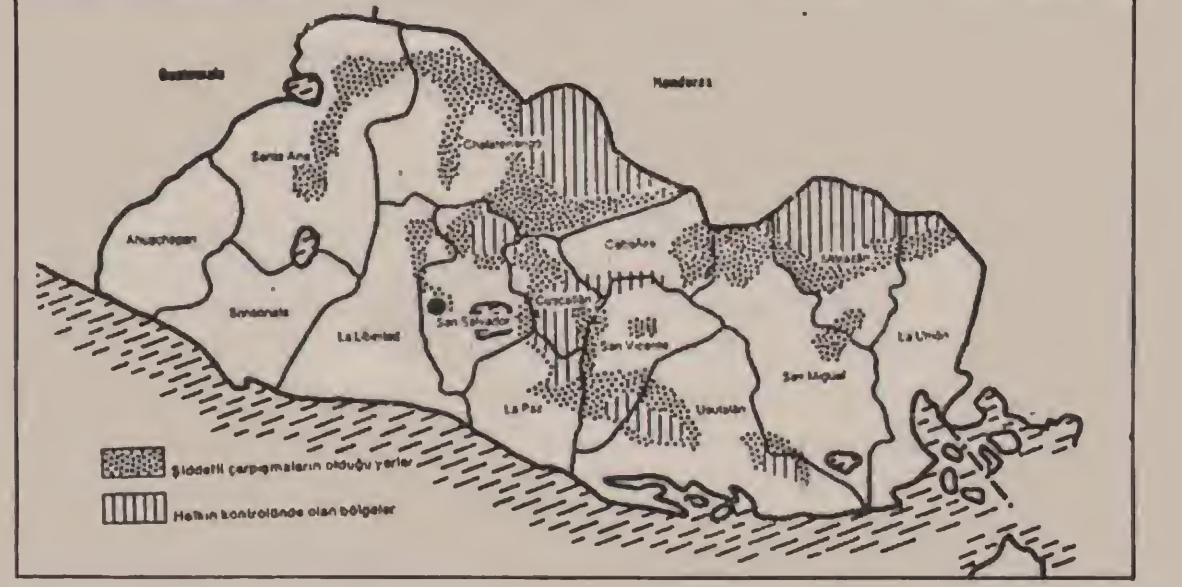 Guatemala
Honduras
Santa Ana
Chalatenango
Ahuachapan
Cabañas
Morazán
Sonsonate
Cuscatlán
San Salvador
La Libertad
San Vicente
La Unión
San Miguel
La Paz
Usulután
Şiddetli çarpışmaların olduğu yerler
Halkın kontrolünde olan bölgeler